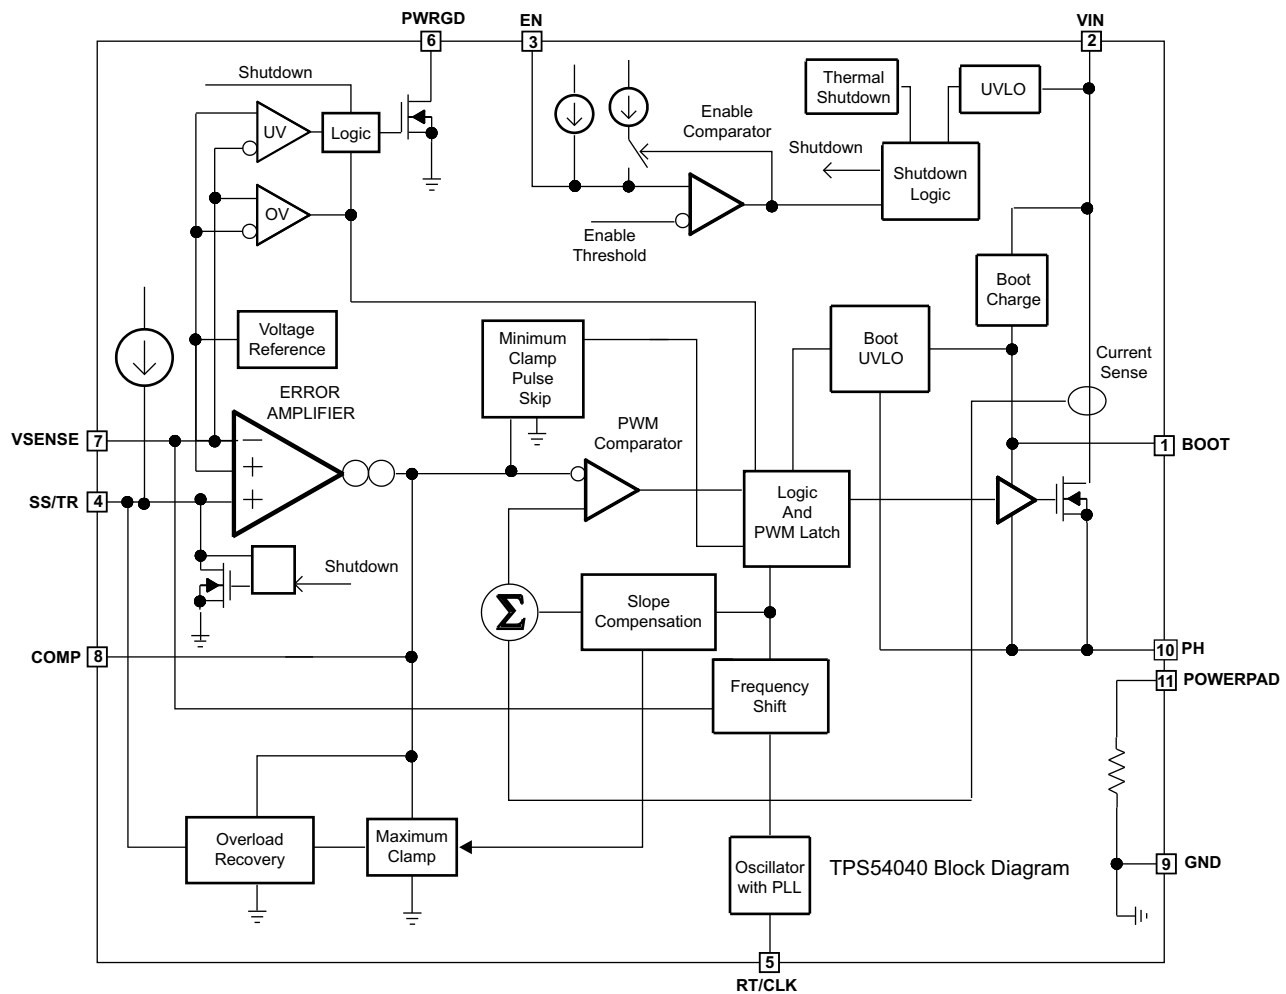 PWRGD
EN
VIN
6
3
2
Shutdown
Thermal
Shutdown
UVLO
Enable
Comparator
UV
Logic
Shutdown
Shutdown
Logic
OV
Enable
Threshold
Boot
Charge
Voltage
Reference
Minimum
Clamp
Pulse
Skip
Boot
UVLO
Current
Sense
ERROR
AMPLIFIER
PWM
Comparator
VSENSE
7
−
+
+
1
BOOT
SS/TR
4
Logic
And
PWM Latch
Shutdown
Σ
Slope
Compensation
COMP
8
10
PH
11
POWERPAD
Frequency
Shift
Overload
Recovery
Maximum
Clamp
Oscillator
with PLL
TPS54040 Block Diagram
9
GND
5
RT/CLK